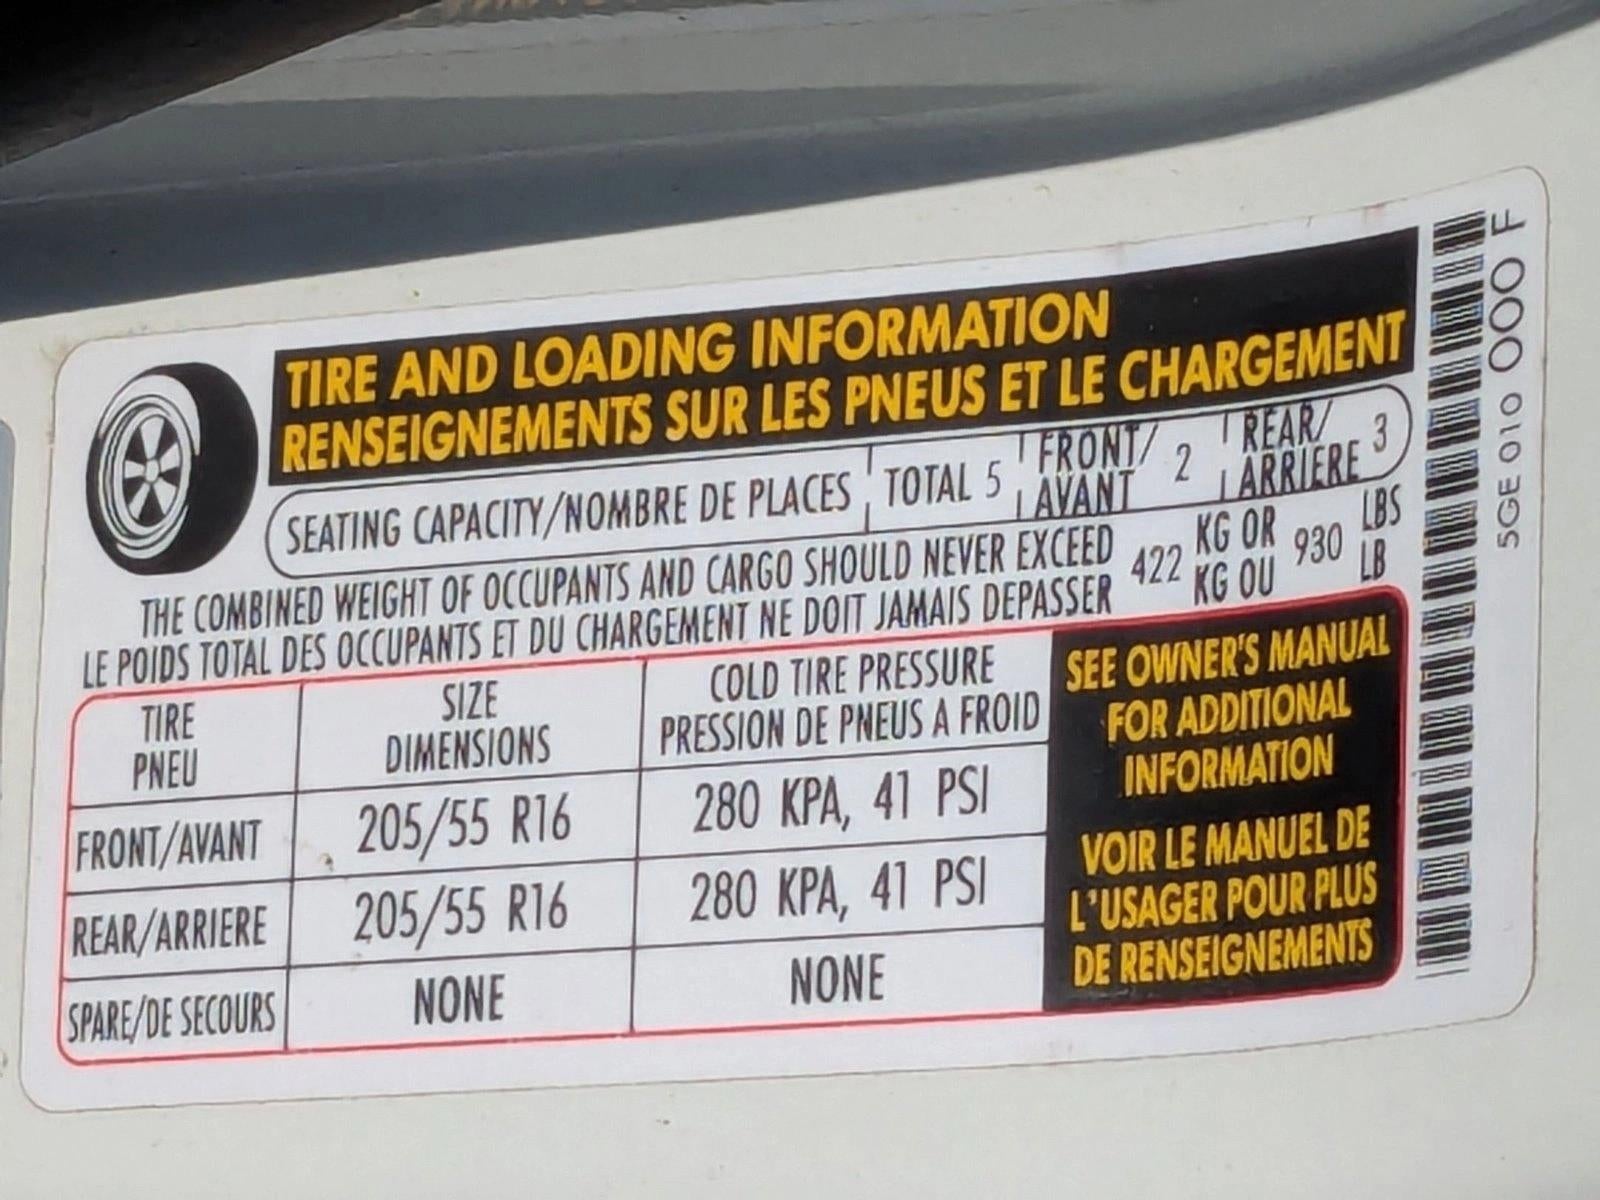 TIRE AND LOADING INFORMATION
RENSEIGNEMENTS SUR LES PNEUS ET LE CHARGEMENT
SEATING CAPACITY/NOMBRE DE PLACES TOTAL 5 FRONT/ AVANT 2 REAR/ ARRIERE 3
THE COMBINED WEIGHT OF OCCUPANTS AND CARGO SHOULD NEVER EXCEED 422 KG OR 930 LBS
LE POIDS TOTAL DES OCCUPANTS ET DU CHARGEMENT NE DOIT JAMAIS DEPASSER KG OU LB
TIRE
PNEU
SIZE
DIMENSIONS
COLD TIRE PRESSURE
PRESSION DE PNEUS A FROID
FRONT/AVANT 205/55 R16 280 KPA, 41 PSI
REAR/ARRIERE 205/55 R16 280 KPA, 41 PSI
SPARE/DE SECOURS NONE NONE
SEE OWNER'S MANUAL
FOR ADDITIONAL
INFORMATION
VOIR LE MANUEL DE
L'USAGER POUR PLUS
DE RENSEIGNEMENTS
5GE 010 000 F